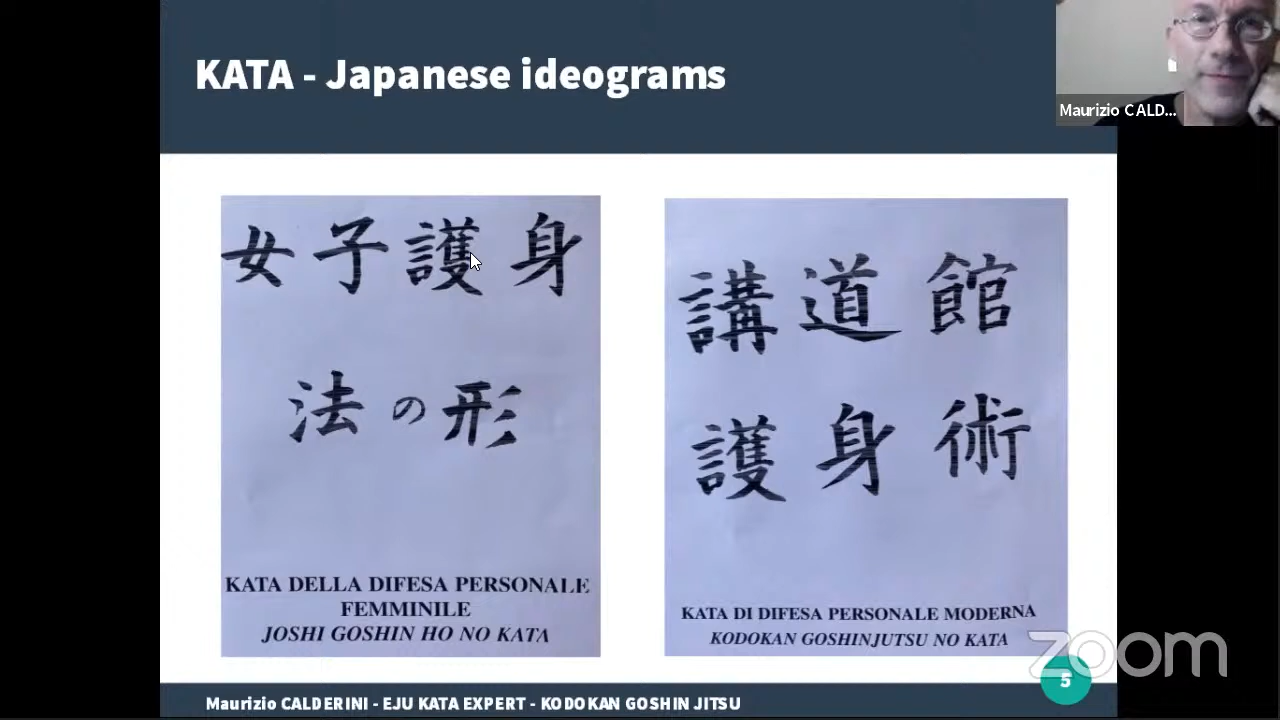 KATA - Japanese ideograms
Maurizio CALD...
女子護身
法の形
KATA DELLA DIFESA PERSONALE
FEMMINILE
JOSHI GOSHIN HO NO KATA
講道館
護身術
KATA DI DIFESA PERSONALE MODERNA
KODOKAN GOSHINJUTSU NO KATA
zoom
5
Maurizio CALDERINI - EJU KATA EXPERT - KODOKAN GOSHIN JITSU